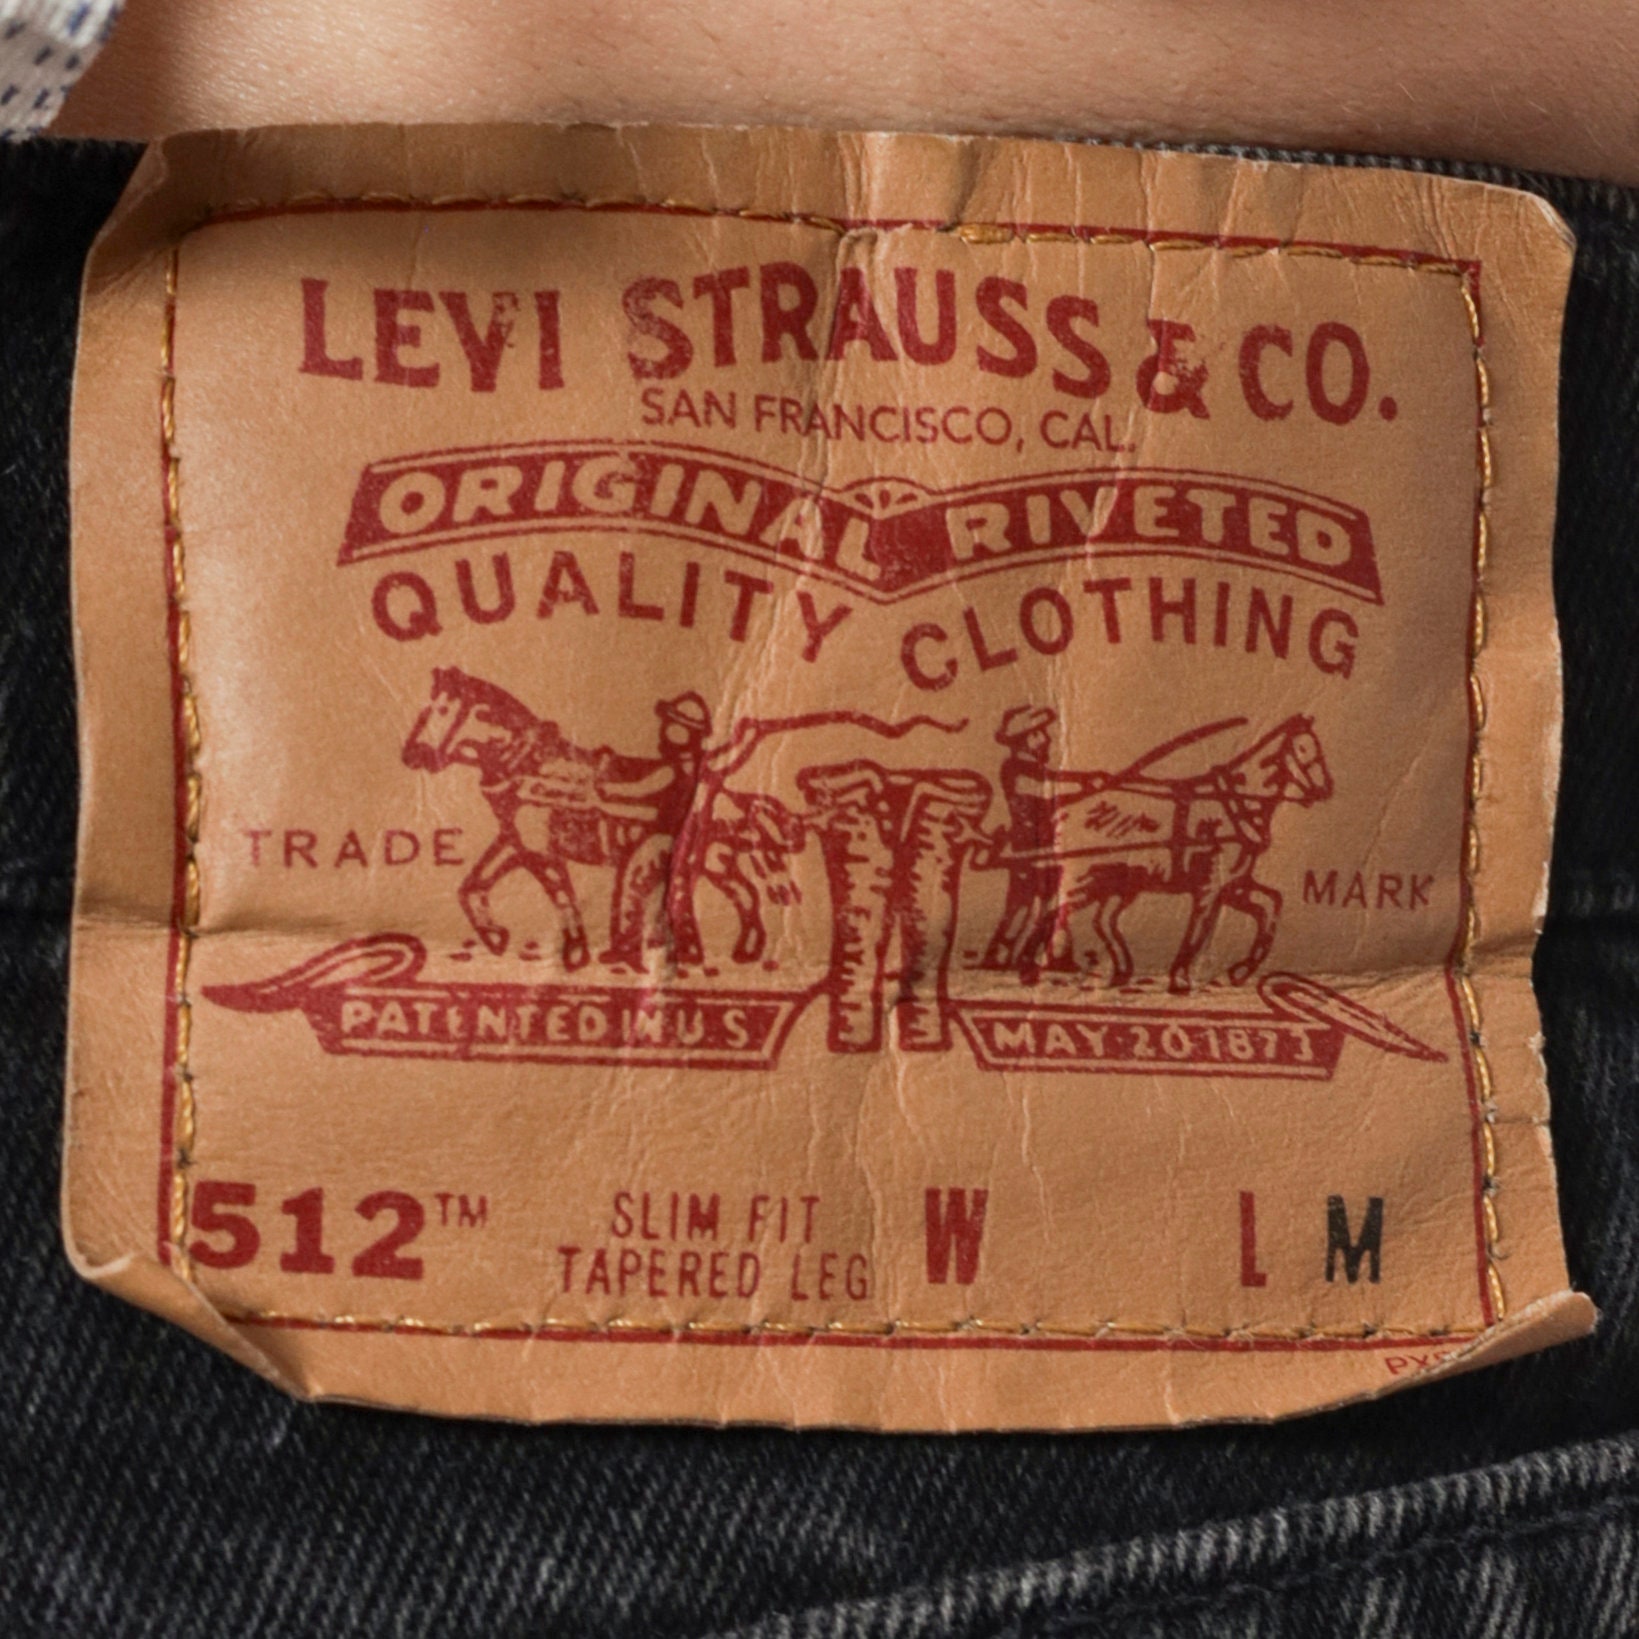 LEVI STRAUSS & CO.
SAN FRANCISCO, CAL.
ORIGINAL RIVETED
QUALITY CLOTHING
TRADE MARK
PATENTED IN U S MAY 20 1873
512™ SLIM FIT W L M
TAPERED LEG